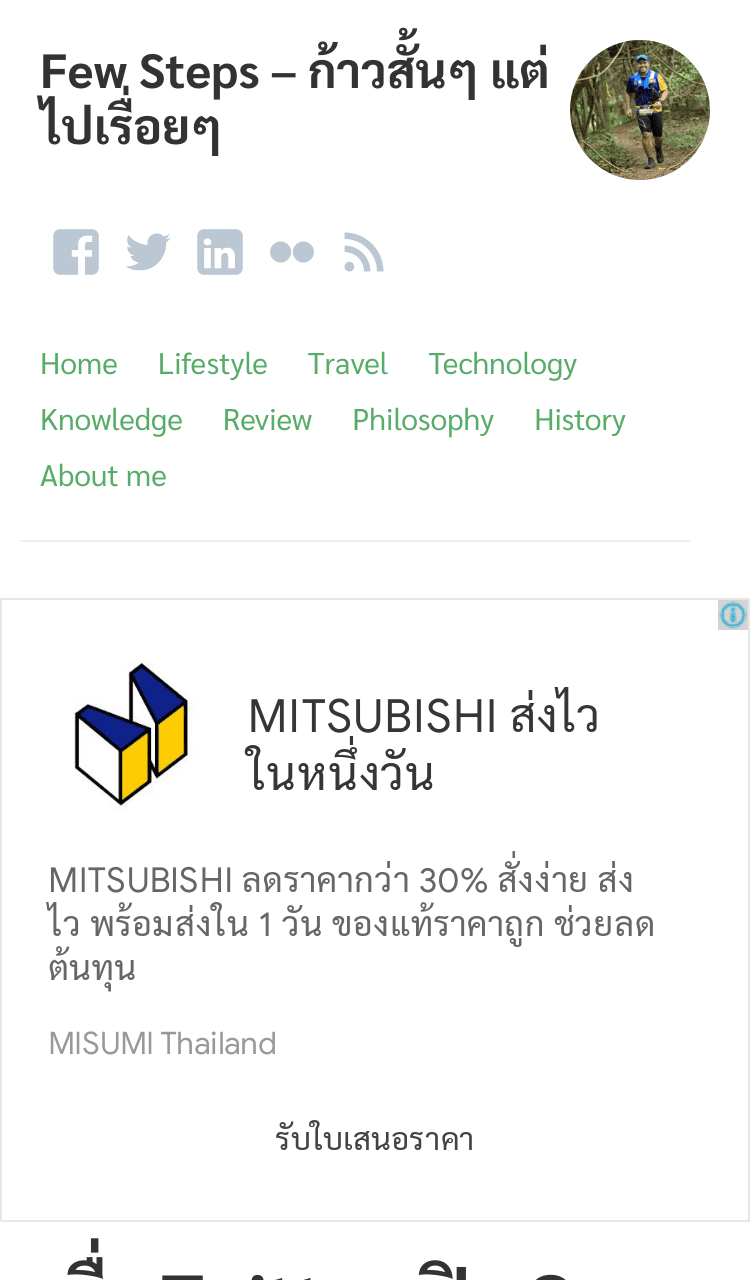 Few Steps – ก้าวสั้นๆ แต่
ไปเรื่อยๆ
Home Lifestyle Travel Technology
Knowledge Review Philosophy History
About me
MITSUBISHI ส่งไว
ในหนึ่งวัน
MITSUBISHI ลดราคากว่า 30% สั่งง่าย ส่ง
ไว พร้อมส่งใน 1 วัน ของแท้ราคาถูก ช่วยลด
ต้นทุน
MISUMI Thailand
รับใบเสนอราคา